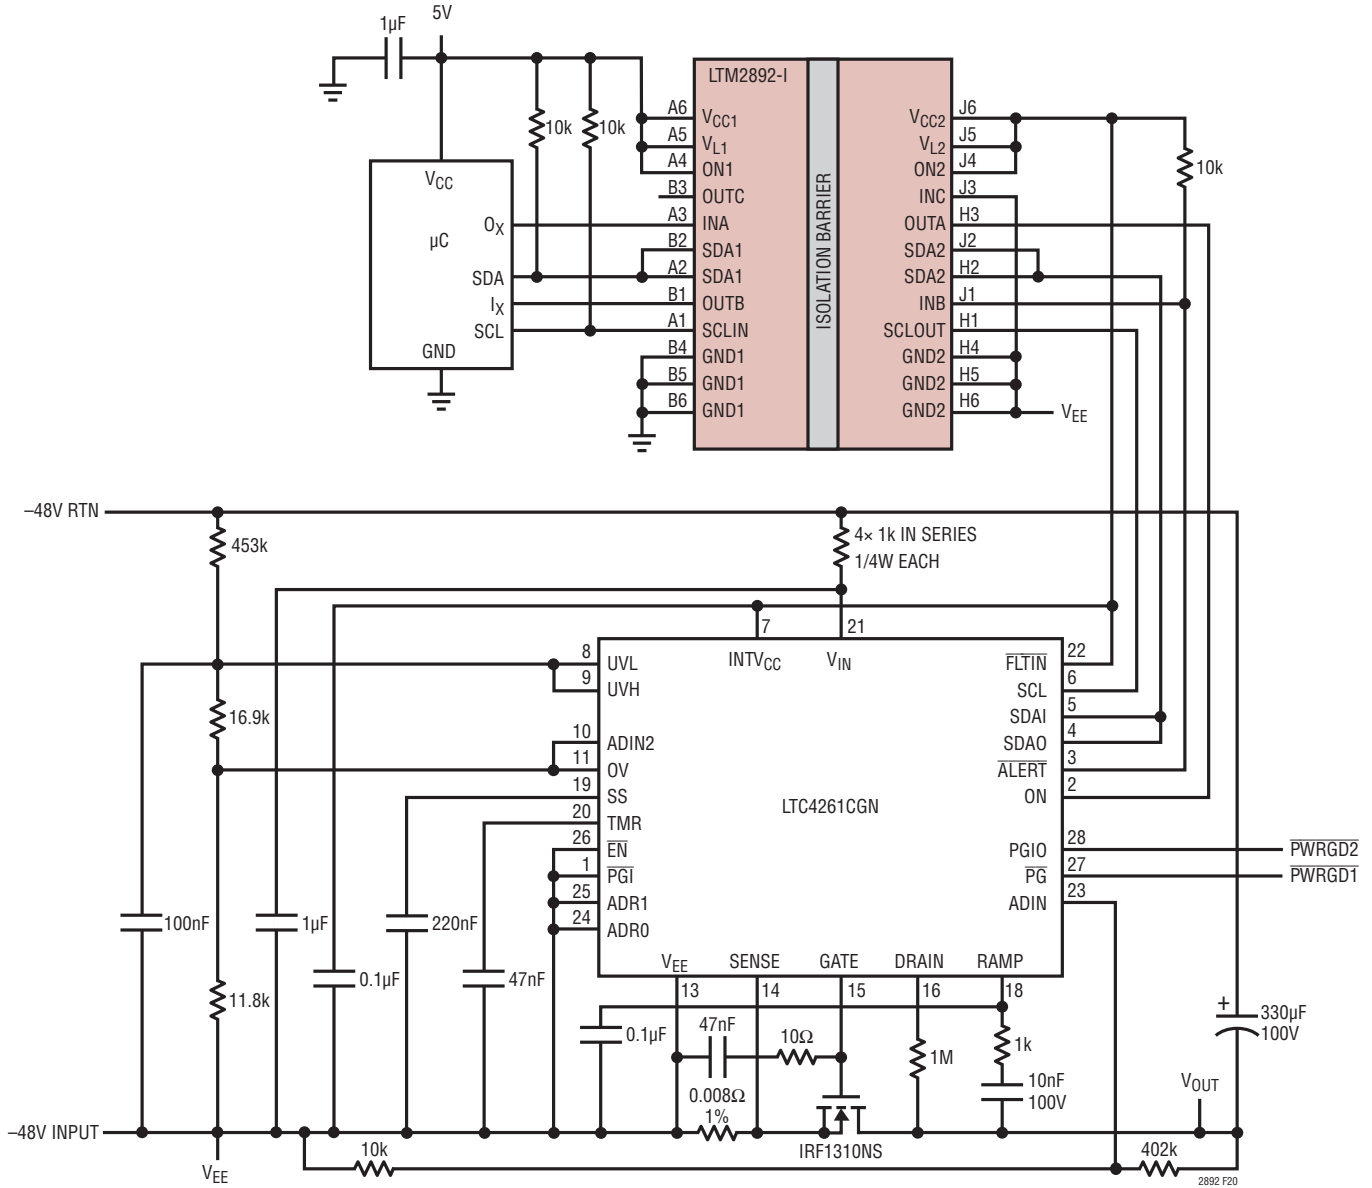 5V
1µF
LTM2892-I
10k
10k
10k
ISOLATION BARRIER
A6 VCC1
A5 VL1
A4 ON1
B3 OUTC
A3 INA
B2 SDA1
A2 SDA1
B1 OUTB
A1 SCLIN
B4 GND1
B5 GND1
B6 GND1
VCC2 J6
VL2 J5
ON2 J4
INC J3
OUTA H3
SDA2 J2
SDA2 H2
INB J1
SCLOUT H1
GND2 H4
GND2 H5
GND2 H6
VEE
VCC
µC
OX
SDA
IX
SCL
GND
–48V RTN
453k
4× 1k IN SERIES
1/4W EACH
7
21
INTVCC
VIN
8 UVL
9 UVH
16.9k
10 ADIN2
11 OV
19 SS
20 TMR
26 EN
1 PGI
25 ADR1
24 ADR0
LTC4261CGN
FLTIN 22
SCL 6
SDAI 5
SDAO 4
ALERT 3
ON 2
PGIO 28
PG 27
ADIN 23
PWRGD2
PWRGD1
100nF
1µF
220nF
0.1µF
47nF
11.8k
VEE
SENSE
GATE
DRAIN
RAMP
13
14
15
16
18
0.1µF
47nF
10Ω
1M
1k
10nF
100V
+
330µF
100V
0.008Ω
1%
VOUT
–48V INPUT
IRF1310NS
VEE
10k
402k
2892 F20